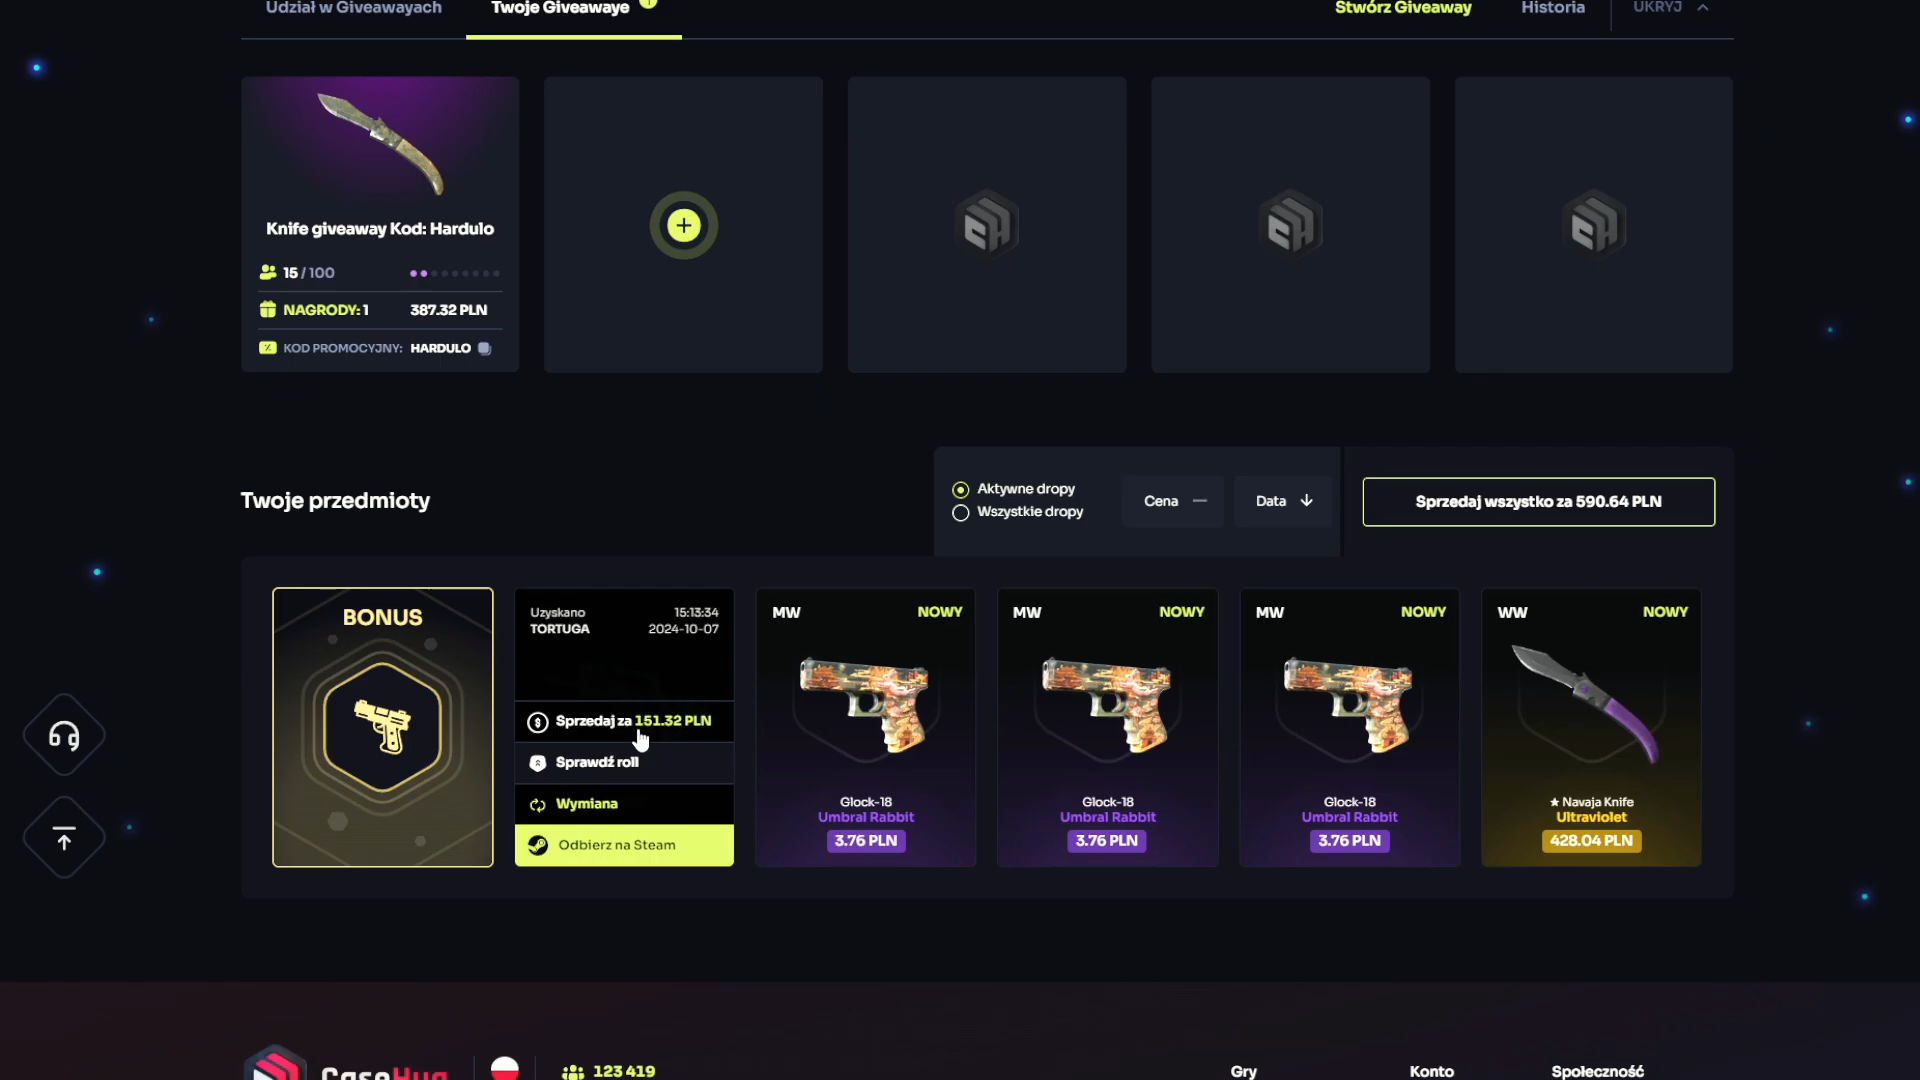 Udział w Giveawayach
Twoje Giveawaye
Stwórz Giveaway
Historia
UKRYJ
Knife giveaway Kod: Hardulo
15 / 100
NAGRODY: 1
387.32 PLN
KOD PROMOCYJNY: HARDULO
Twoje przedmioty
Aktywne dropy
Wszystkie dropy
Cena
Data
Sprzedaj wszystko za 590.64 PLN
BONUS
Uzyskano 15:13:34
TORTUGA 2024-10-07
Sprzedaj za 151.32 PLN
Sprawdź roll
Wymiana
Odbierz na Steam
MW NOWY
Glock-18
Umbral Rabbit
3.76 PLN
MW NOWY
Glock-18
Umbral Rabbit
3.76 PLN
MW NOWY
Glock-18
Umbral Rabbit
3.76 PLN
WW NOWY
★ Navaja Knife
Ultraviolet
428.04 PLN
CaseHug
123 419
Gry
Konto
Społeczność